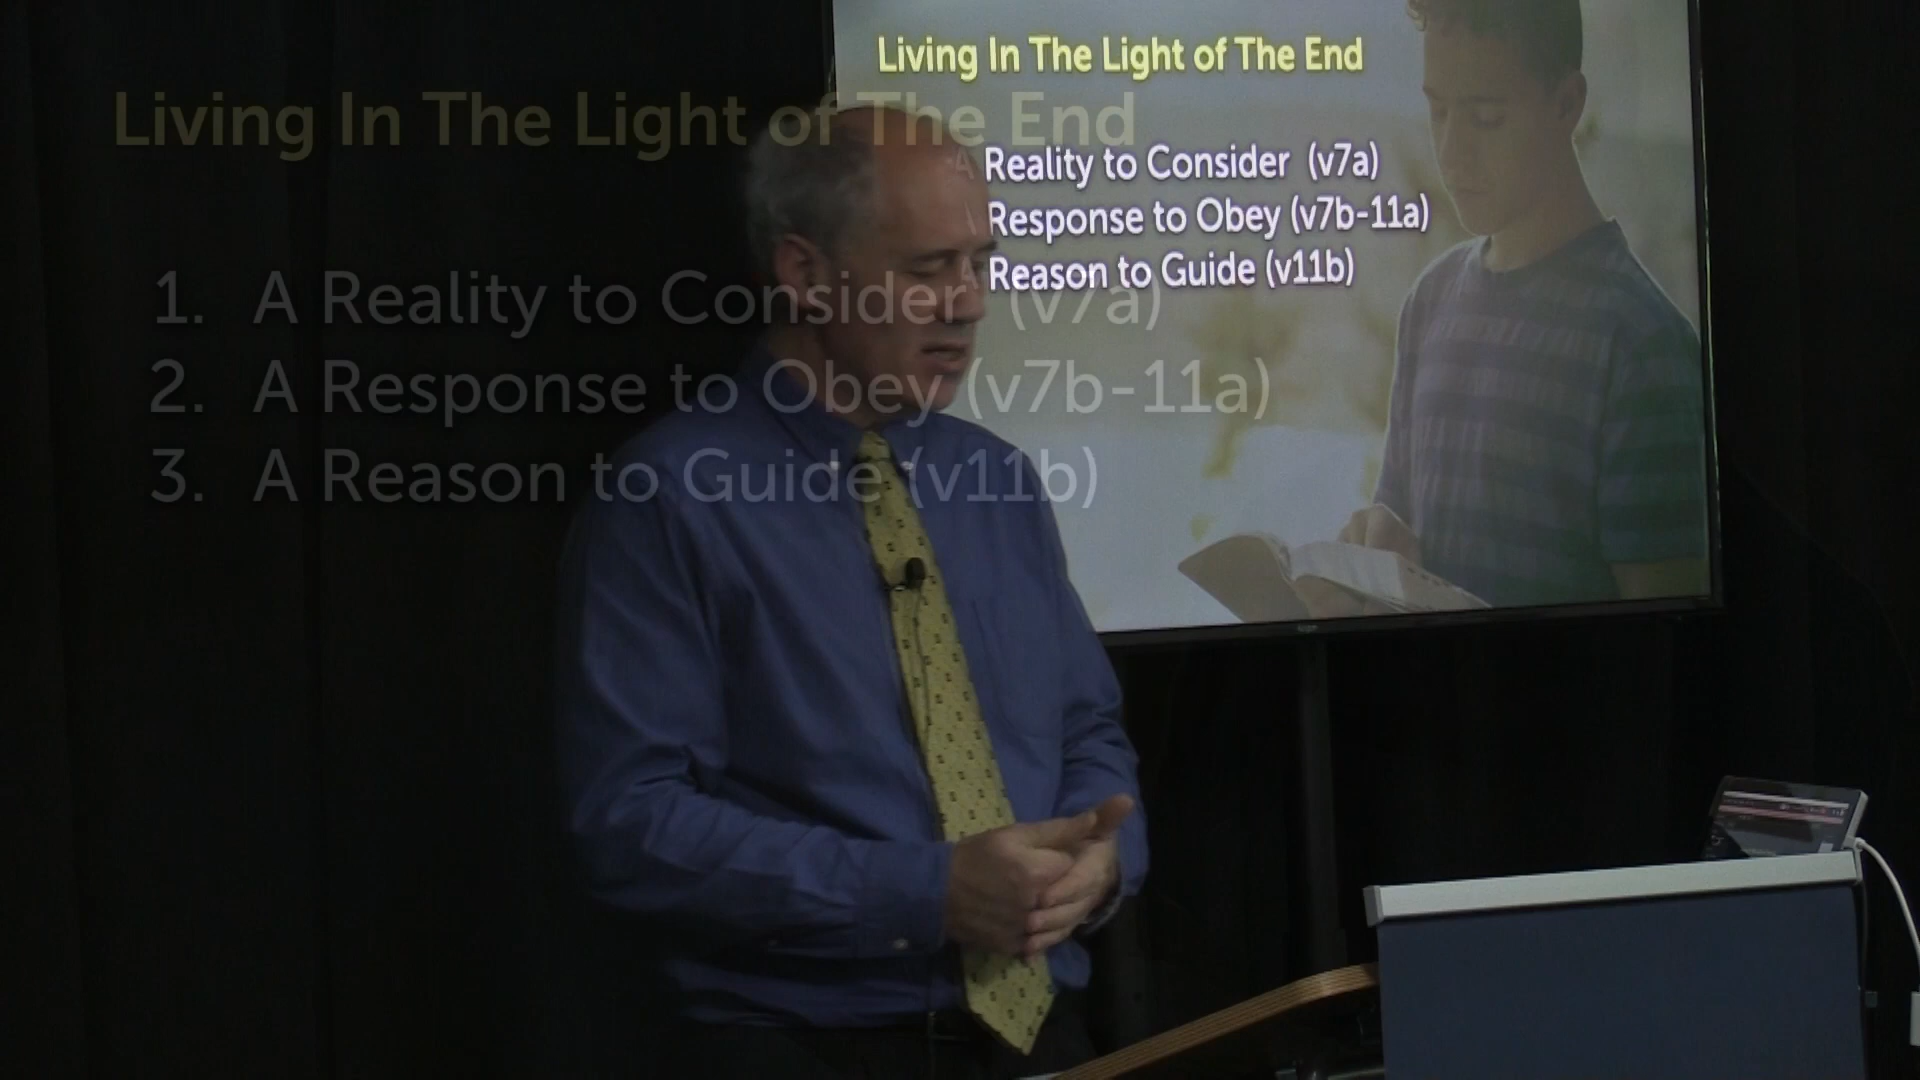 Living In The Light of The End
A Reality to Consider (v7a)
A Response to Obey (v7b-11a)
Reason to Guide (v11b)
Living In The Light of The End
1. A Reality to Consider (v7a)
2. A Response to Obey (v7b-11a)
3. A Reason to Guide (v11b)